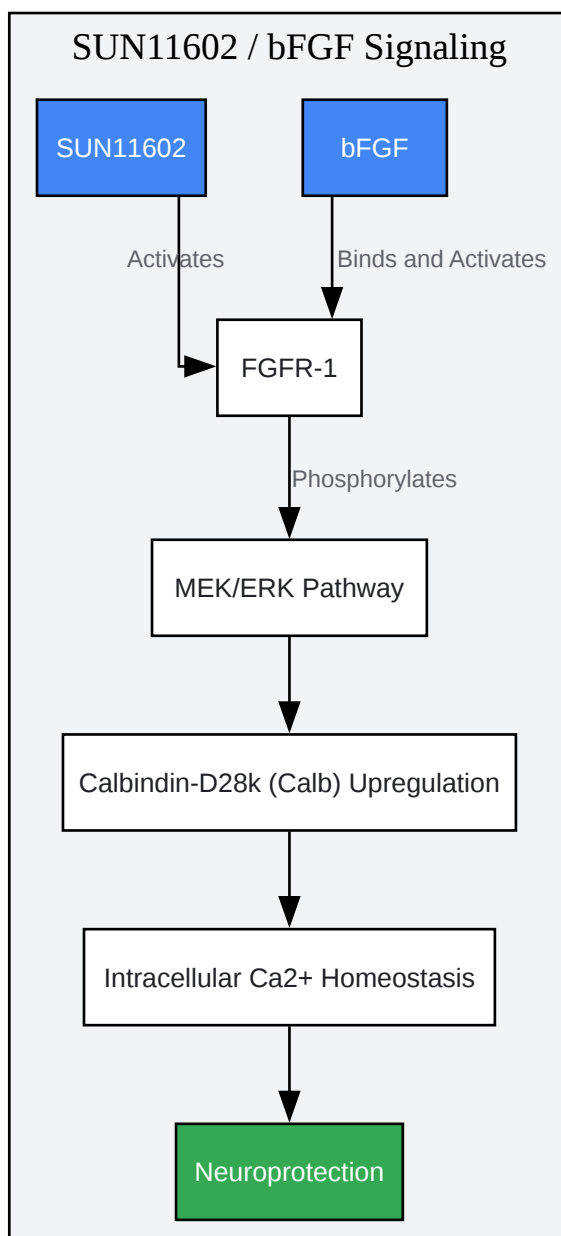 SUN11602 / bFGF Signaling
SUN11602
bFGF
Activates
Binds and Activates
FGFR-1
Phosphorylates
MEK/ERK Pathway
Calbindin-D28k (Calb) Upregulation
Intracellular Ca2+ Homeostasis
Neuroprotection